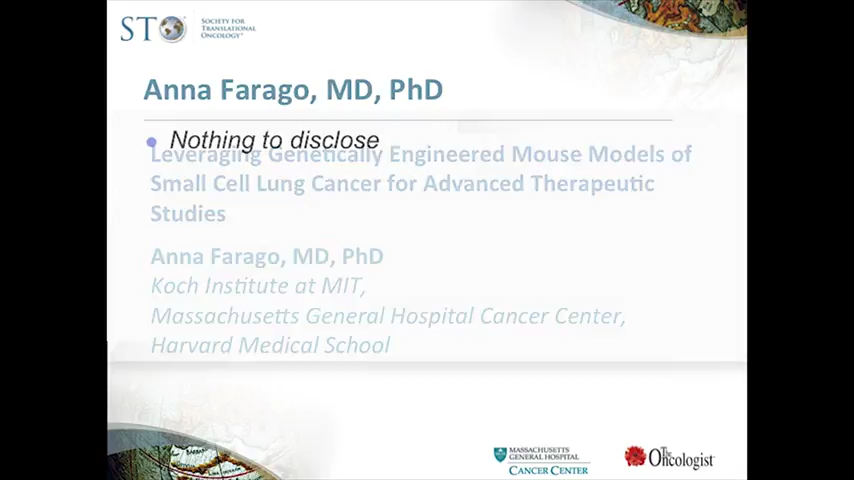 STO
SOCIETY FOR
TRANSLATIONAL
ONCOLOGY
Anna Farago, MD, PhD
• Nothing to disclose
Leveraging Genetically Engineered Mouse Models of
Small Cell Lung Cancer for Advanced Therapeutic
Studies
Anna Farago, MD, PhD
Koch Institute at MIT,
Massachusetts General Hospital Cancer Center,
Harvard Medical School
MASSACHUSETTS
GENERAL HOSPITAL
CANCER CENTER
The
Oncologist